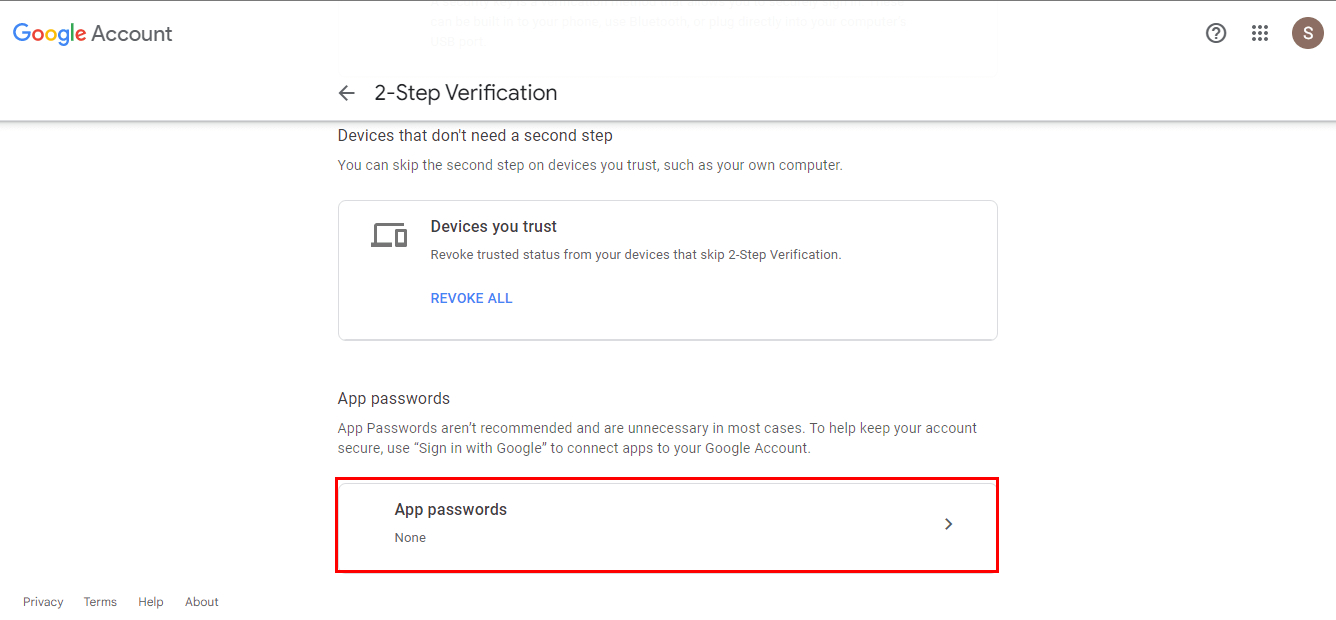 can be built in to your phone, use Bluetooth, or plug directly into your computer's
USB port.
Google Account
S
2-Step Verification
Devices that don't need a second step
You can skip the second step on devices you trust, such as your own computer.
Devices you trust
Revoke trusted status from your devices that skip 2-Step Verification.
REVOKE ALL
App passwords
App Passwords aren't recommended and are unnecessary in most cases. To help keep your account
secure, use “Sign in with Google” to connect apps to your Google Account.
App passwords
None
Privacy
Terms
Help
About